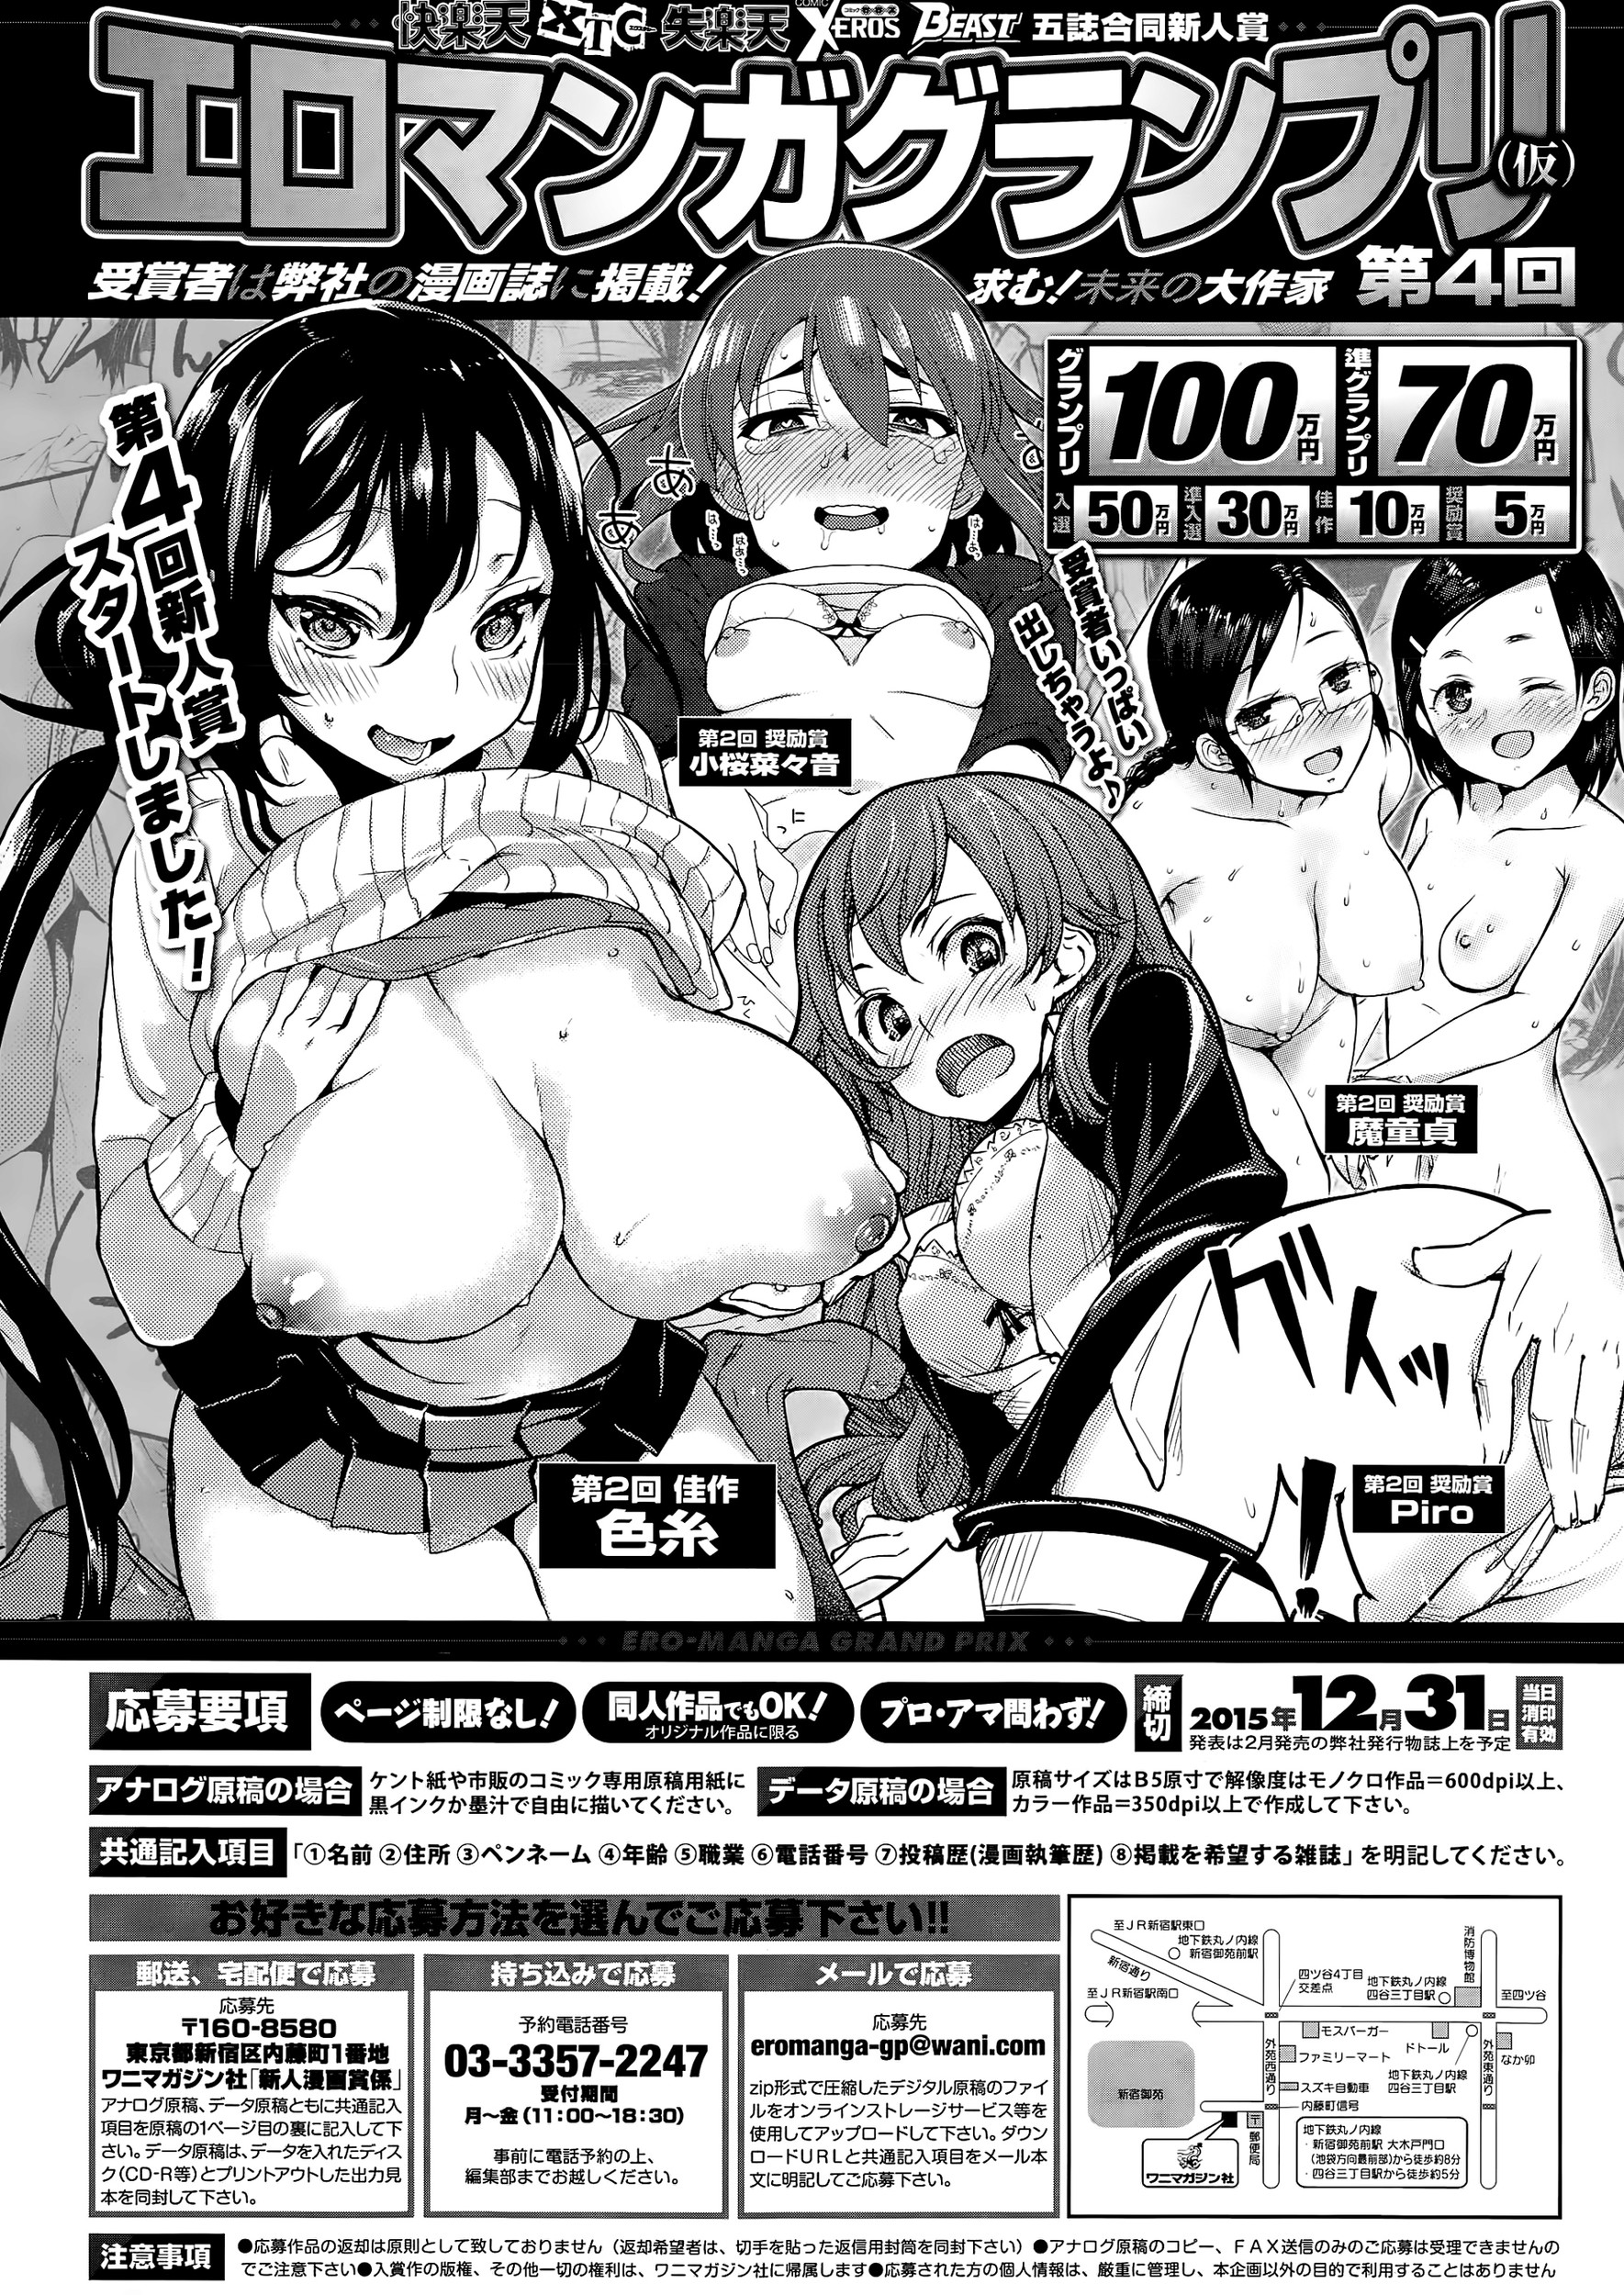 快楽天 XTC 失楽天 COMIC X-EROS BEAST 五誌合同新人賞
エロマンガグランプリ(仮)
受賞者は弊社の漫画誌に掲載! 求む!未来の大作家 第4回
グランプリ 100万円 準グランプリ 70万円
入選 50万円 準入選 30万円 佳作 10万円 奨励賞 5万円
第4回新人賞
スタートしました!
あ
あ
は…っ
はぁ…
は…ぁっ
受賞者いっぱい
出しちゃうよ♪
第2回 奨励賞
小桜菜々音
第2回 奨励賞
魔童貞
グイッ
第2回 佳作
色糸
第2回 奨励賞
Piro
ERO-MANGA GRAND PRIX
応募要項 ページ制限なし! 同人作品でもOK! プロ・アマ問わず! 締切 2015年12月31日 当日消印有効
オリジナル作品に限る
発表は2月発売の弊社発行物誌上を予定
アナログ原稿の場合 ケント紙や市販のコミック専用原稿用紙に
黒インクか墨汁で自由に描いてください。
データ原稿の場合 原稿サイズはB5原寸で解像度はモノクロ作品=600dpi以上、
カラー作品=350dpi以上で作成して下さい。
共通記入項目 「①名前 ②住所 ③ペンネーム ④年齢 ⑤職業 ⑥電話番号 ⑦投稿歴(漫画執筆歴) ⑧掲載を希望する雑誌」を明記してください。
お好きな応募方法を選んでご応募下さい!!
郵送、宅配便で応募
応募先
〒160-8580
東京都新宿区内藤町1番地
ワニマガジン社「新人漫画賞係」
アナログ原稿、データ原稿ともに共通記入
項目を原稿の1ページ目の裏に記入して下
さい。データ原稿は、データを入れたディス
ク(CD-R等)とプリントアウトした出力見
本を同封して下さい。
持ち込みで応募
予約電話番号
03-3357-2247
受付期間
月〜金(11:00〜18:30)
事前に電話予約の上、
編集部までお越しください。
メールで応募
応募先
eromanga-gp@wani.com
zip形式で圧縮したデジタル原稿のファイ
ルをオンラインストレージサービス等を
使用してアップロードして下さい。ダウン
ロードURLと共通記入項目をメール本
文に明記してご応募下さい。
至JR新宿駅東口
地下鉄丸ノ内線
新宿御苑前駅
新宿通り
至JR新宿駅南口
四ツ谷4丁目
交差点
地下鉄丸ノ内線
四谷三丁目駅
消防博物館
至四ツ谷
モスバーガー
ドトール
なか卯
ファミリーマート
地下鉄丸ノ内線
四谷三丁目駅
外苑西通り
外苑東通り
スズキ自動車
内藤町信号
新宿御苑
〒郵便局
ワニマガジン社
地下鉄丸ノ内線
・新宿御苑前駅 大木戸門口
(池袋方向最前部)から徒歩約8分
・四谷三丁目駅から徒歩約5分
注意事項 ●応募作品の返却は原則として致しておりません(返却希望者は、切手を貼った返信用封筒を同封下さい)●アナログ原稿のコピー、FAX送信のみのご応募は受理できませんの
でご注意下さい●入賞作の版権、その他一切の権利は、ワニマガジン社に帰属します●応募された方の個人情報は、厳重に管理し、本企画以外の目的で利用することはありません